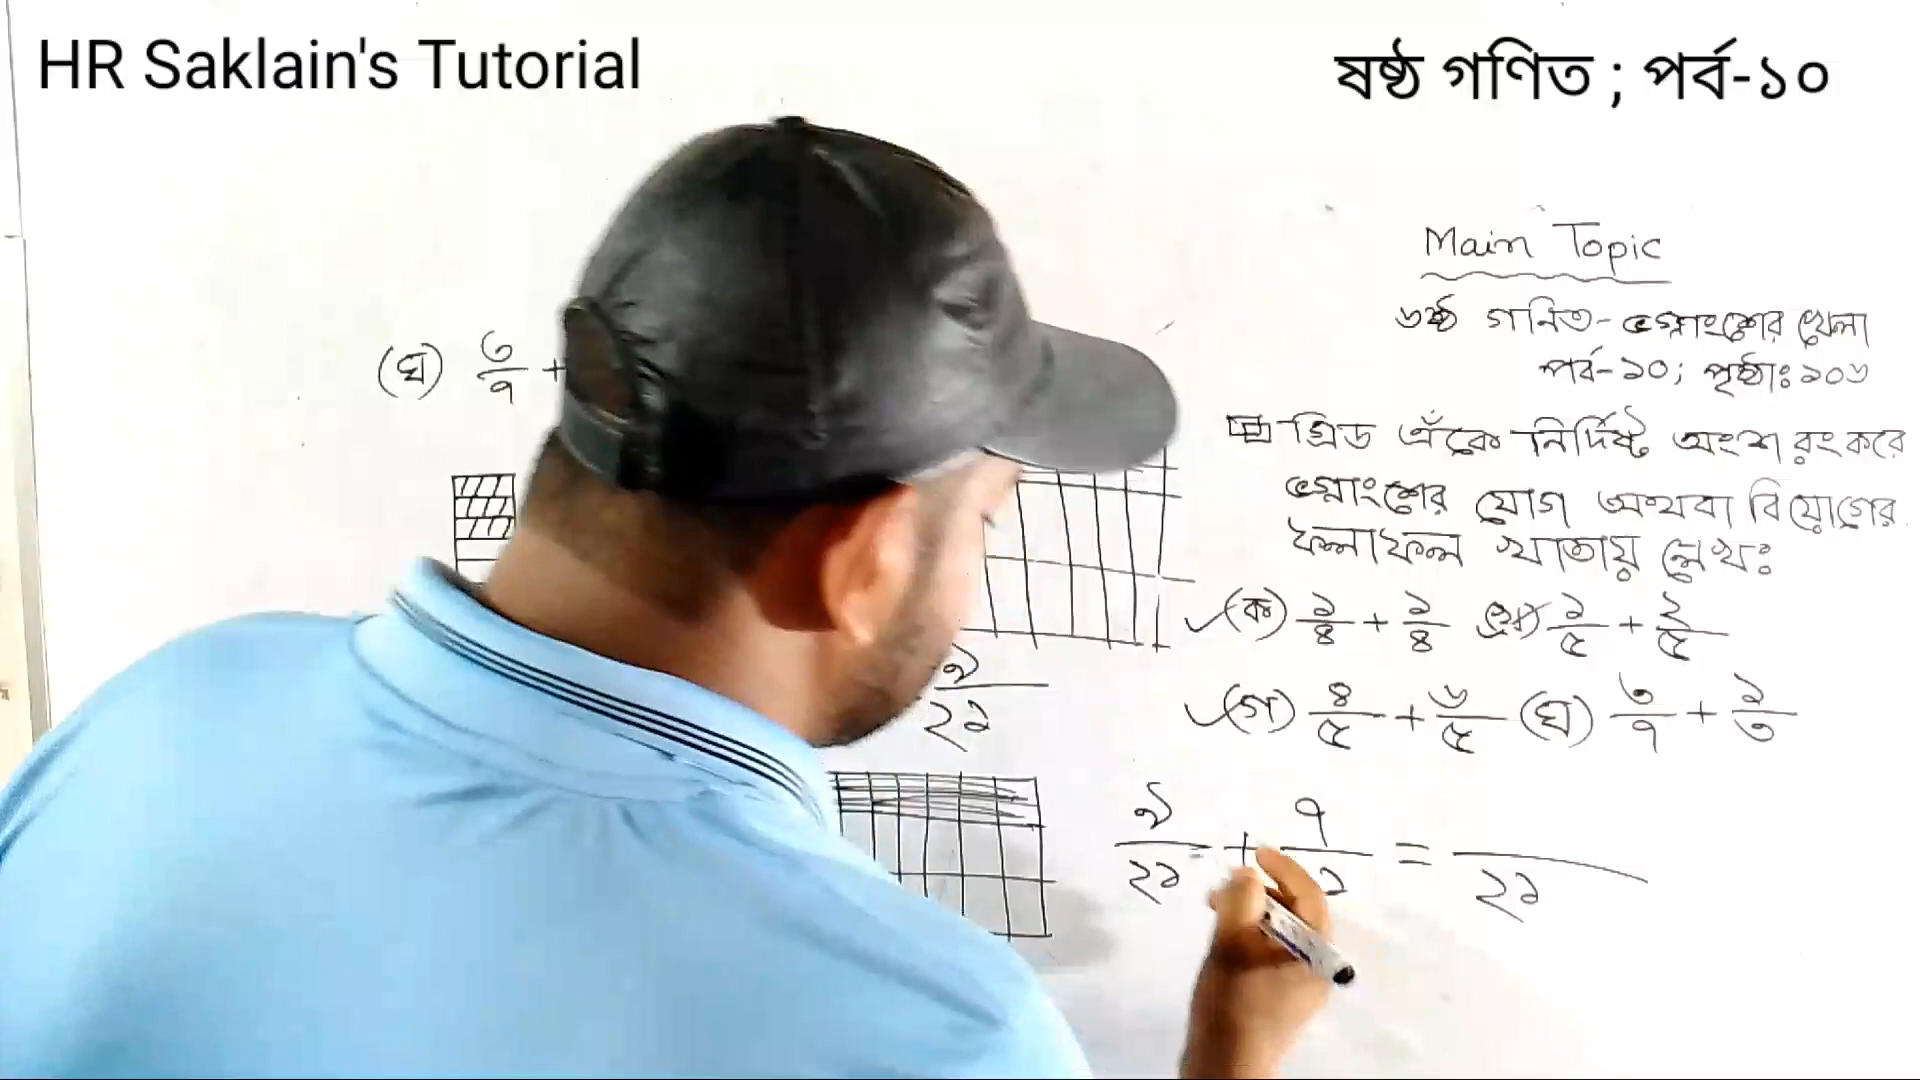 HR Saklain's Tutorial
ষষ্ঠ গণিত ; পর্ব-১০
Main Topic
৬ষ্ঠ গনিত- ভগ্নাংশের খেলা
পর্ব-১০; পৃষ্ঠাঃ ১০৬
গ্রিড এঁকে নির্দিষ্ট অংশ রং করে
ভগ্নাংশের যোগ অথবা বিয়োগের
ফলাফল খাতায় লেখঃ
(ক) ১/৪ + ১/৪ (খ) ১/৫ + ২/৫
(গ) ৪/৫ + ৬/৫ (ঘ) ৩/৭ + ১/৩
(ঘ) ৩/৭ +
৯/২১
৯/২১ + ৭/ ১ = /২১